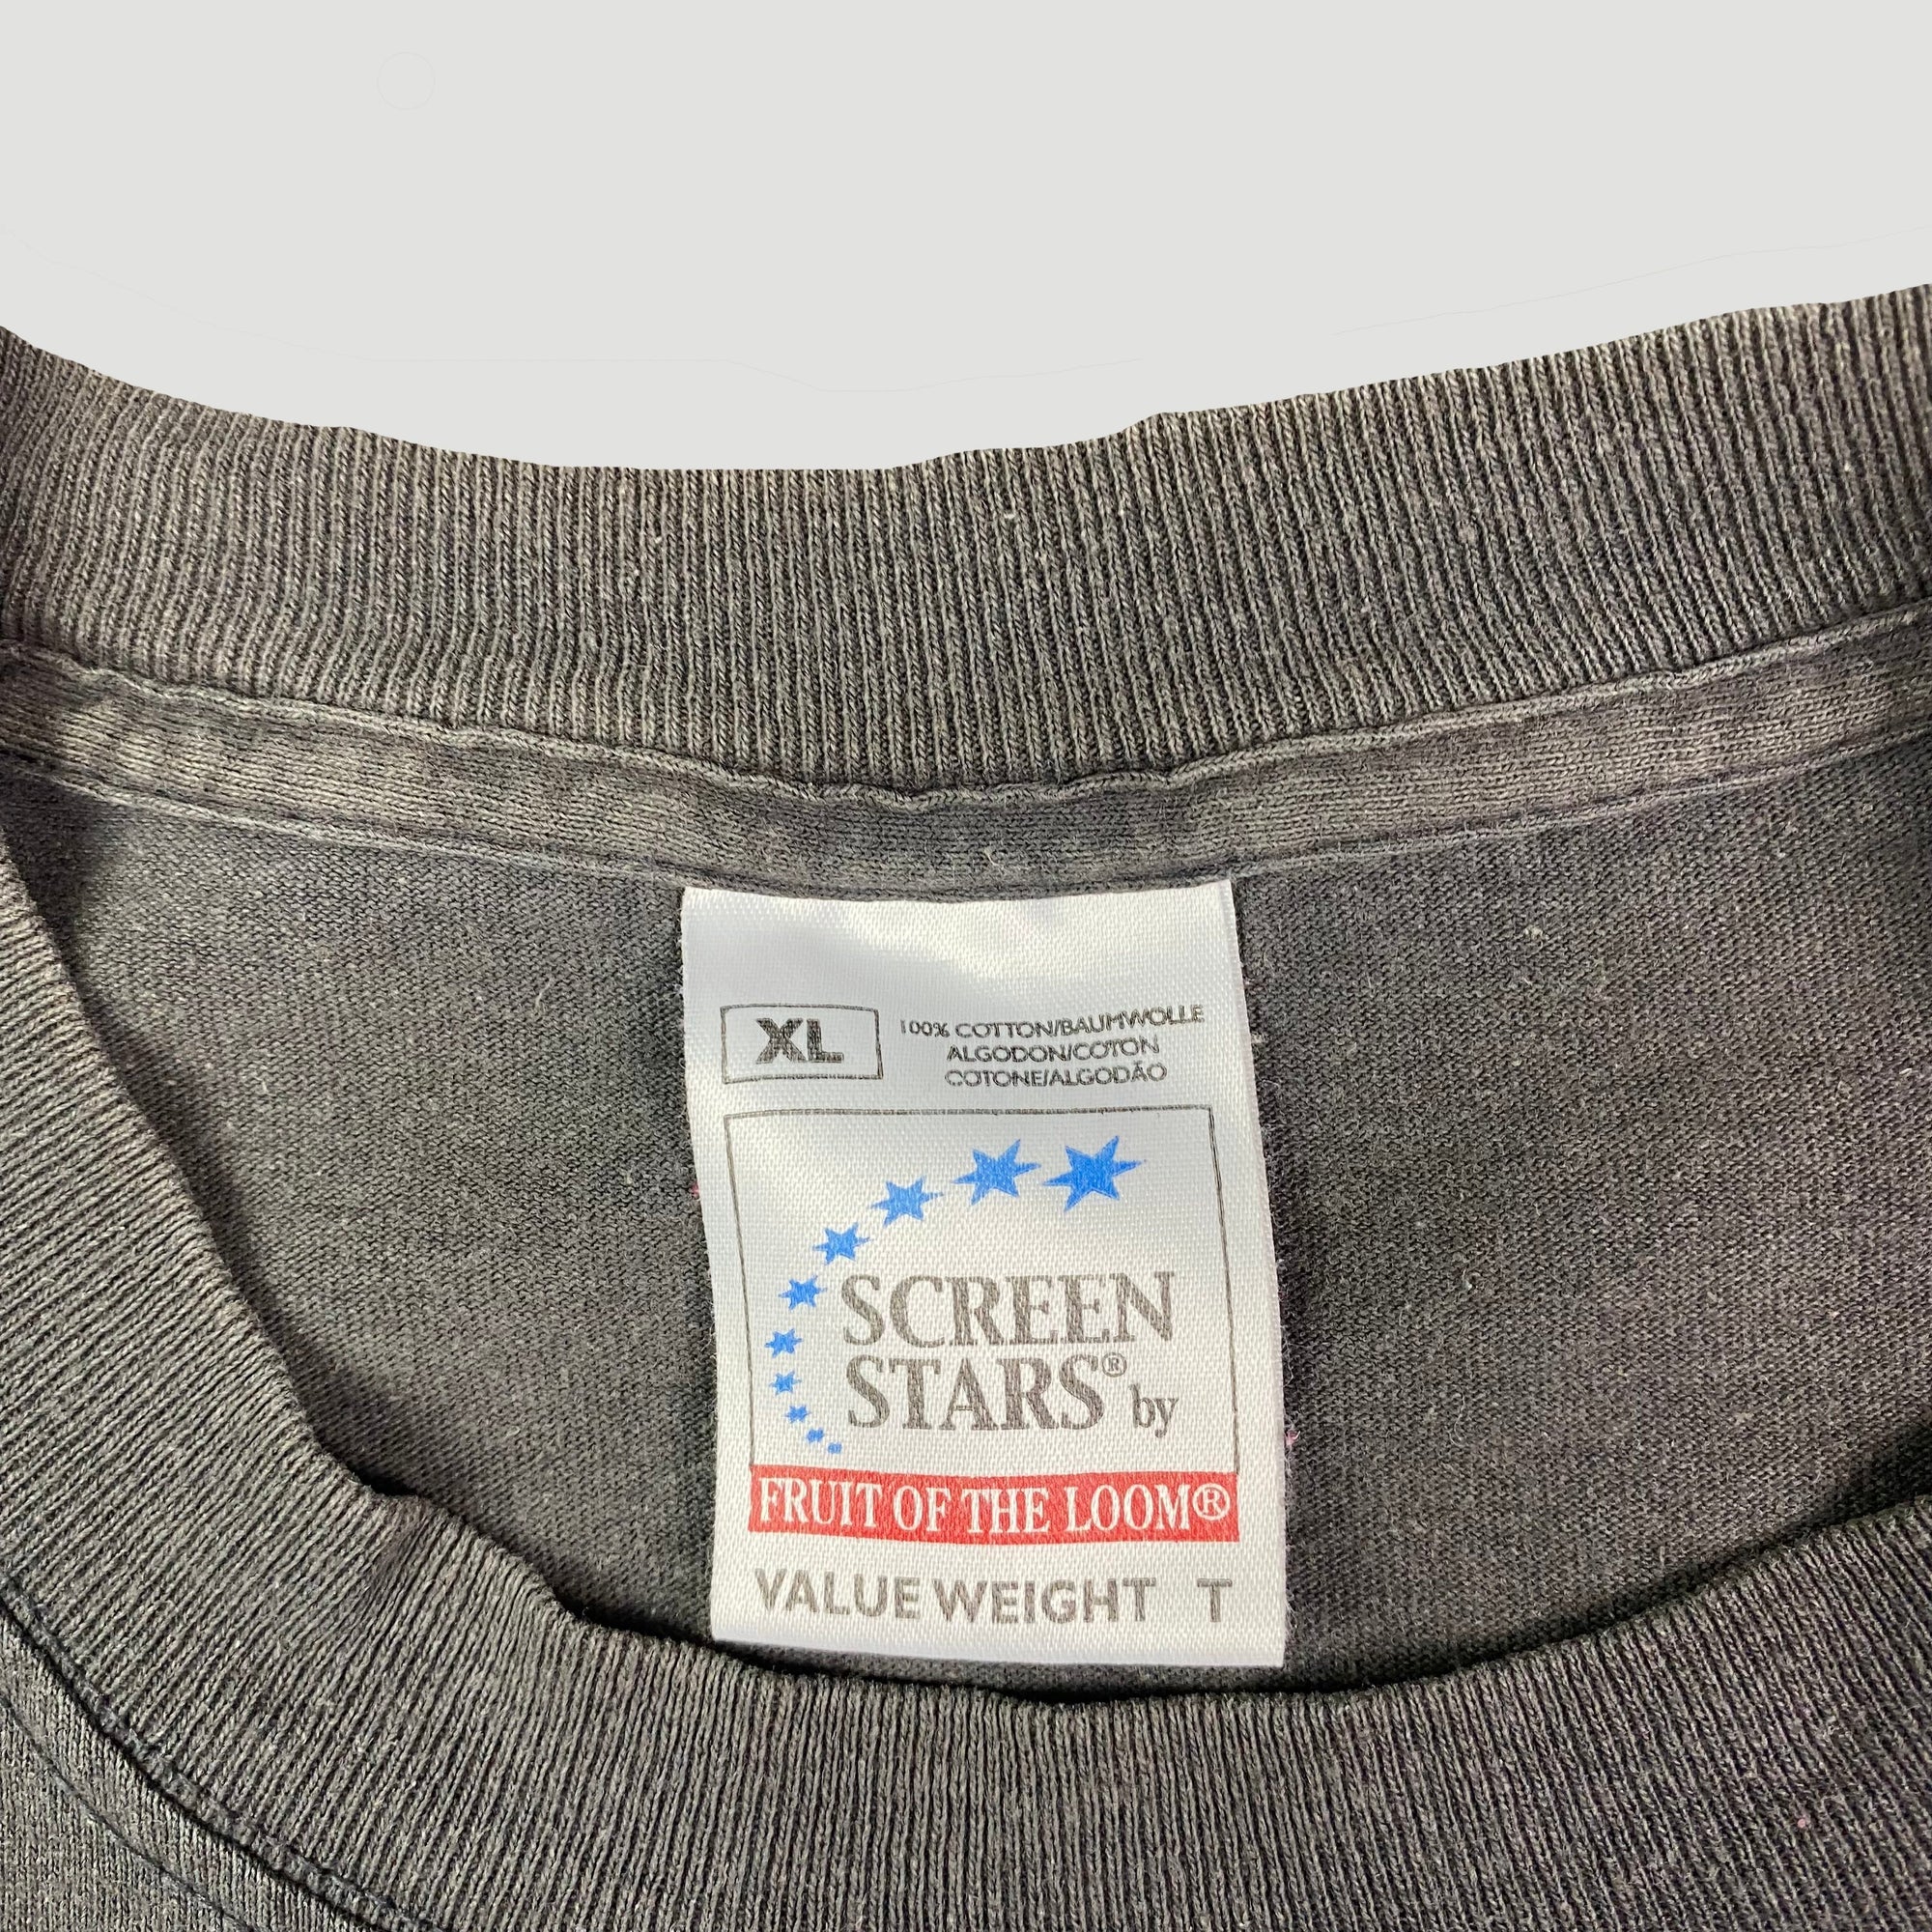 XL
100% COTTON/BAUMWOLLE
ALGODON/COTON
COTONE/ALGODÃO
SCREEN
STARS® by
FRUIT OF THE LOOM®
VALUE WEIGHT T